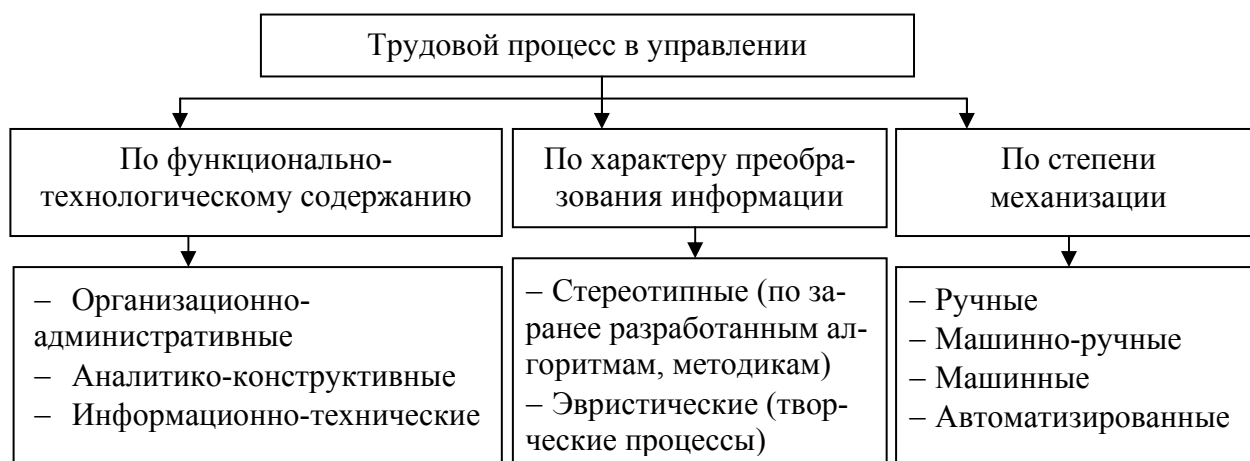 Трудовой процесс в управлении
По функционально-
технологическому содержанию
По характеру преобра-
зования информации
По степени
механизации
− Организационно-
административные
− Аналитико-конструктивные
− Информационно-технические
− Стереотипные (по за-
ранее разработанным ал-
горитмам, методикам)
− Эвристические (твор-
ческие процессы)
− Ручные
− Машинно-ручные
− Машинные
− Автоматизированные